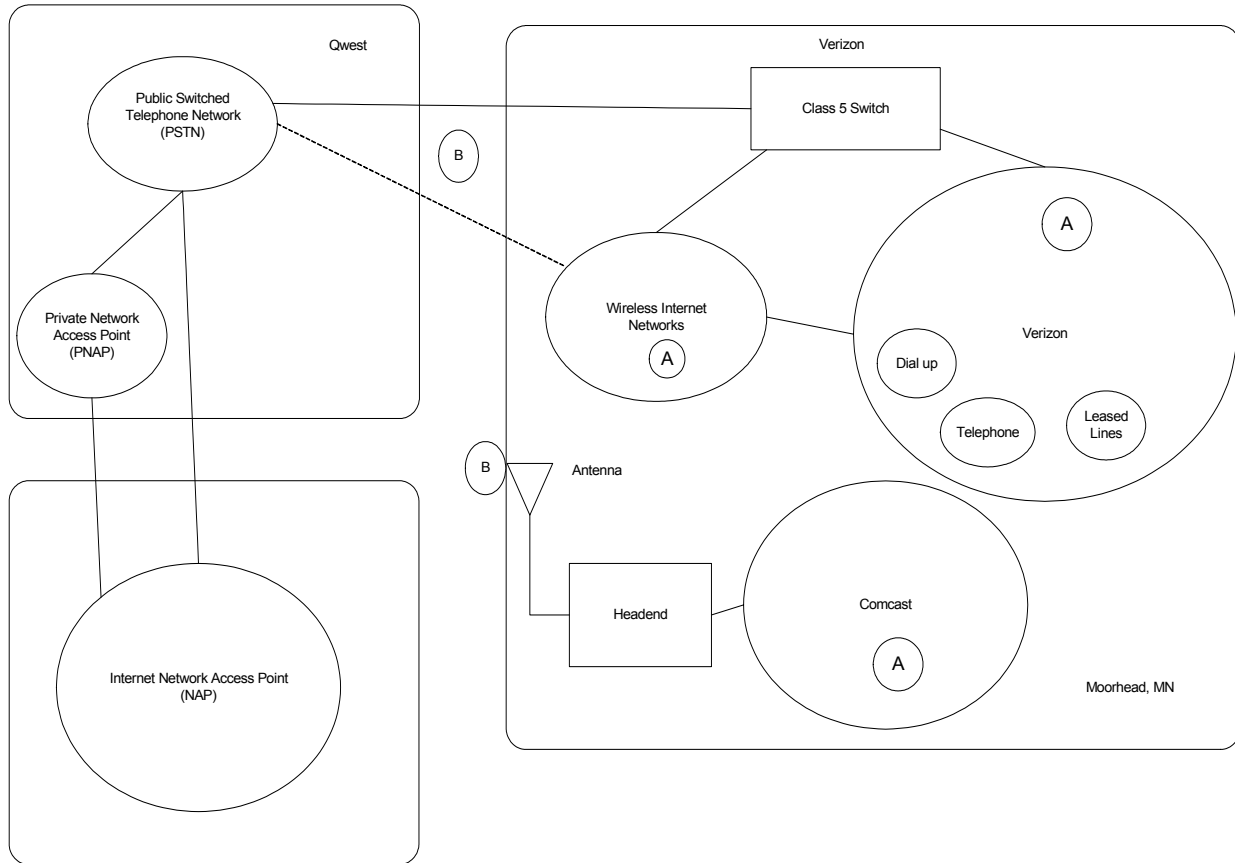 Qwest
Public Switched
Telephone Network
(PSTN)
Private Network
Access Point
(PNAP)
Internet Network Access Point
(NAP)
B
Verizon
Class 5 Switch
A
Wireless Internet
Networks
A
Verizon
Dial up
Telephone
Leased
Lines
B
Antenna
Headend
Comcast
A
Moorhead, MN